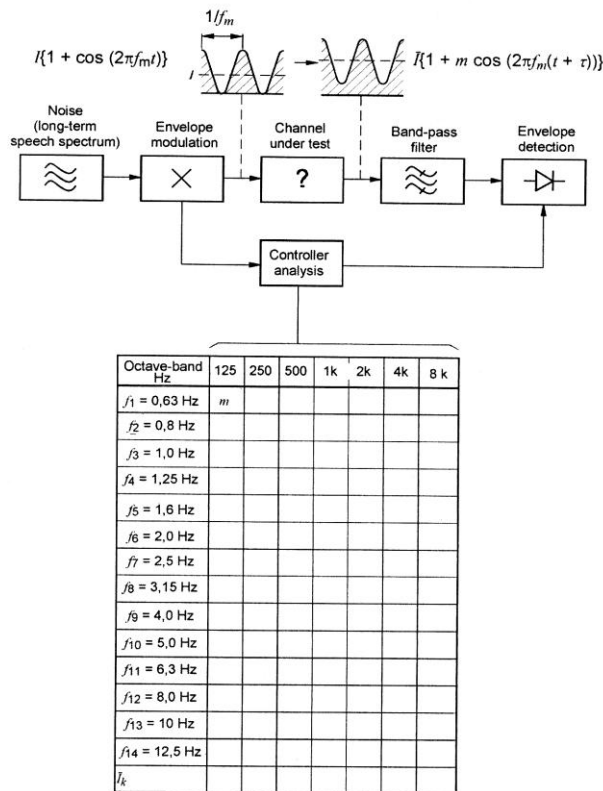 1/fm
I{1 + cos (2πfmt)}
i
Ī{1 + m cos (2πfm(t + τ))}
Noise
(long-term
speech spectrum)
Envelope
modulation
Channel
under test
Band-pass
filter
Envelope
detection
?
Controller
analysis
Octave-band
Hz
125 250 500 1k 2k 4k 8 k
f1 = 0,63 Hz m
f2 = 0,8 Hz
f3 = 1,0 Hz
f4 = 1,25 Hz
f5 = 1,6 Hz
f6 = 2,0 Hz
f7 = 2,5 Hz
f8 = 3,15 Hz
f9 = 4,0 Hz
f10 = 5,0 Hz
f11 = 6,3 Hz
f12 = 8,0 Hz
f13 = 10 Hz
f14 = 12,5 Hz
Īk